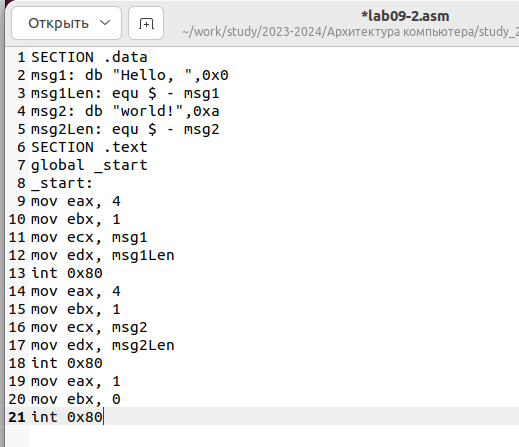 Открыть
*lab09-2.asm
~/work/study/2023-2024/Архитектура компьютера/study_2
1 SECTION .data
2 msg1: db "Hello, ",0x0
3 msg1Len: equ $ - msg1
4 msg2: db "world!",0xa
5 msg2Len: equ $ - msg2
6 SECTION .text
7 global _start
8 _start:
9 mov eax, 4
10 mov ebx, 1
11 mov ecx, msg1
12 mov edx, msg1Len
13 int 0x80
14 mov eax, 4
15 mov ebx, 1
16 mov ecx, msg2
17 mov edx, msg2Len
18 int 0x80
19 mov eax, 1
20 mov ebx, 0
21 int 0x80